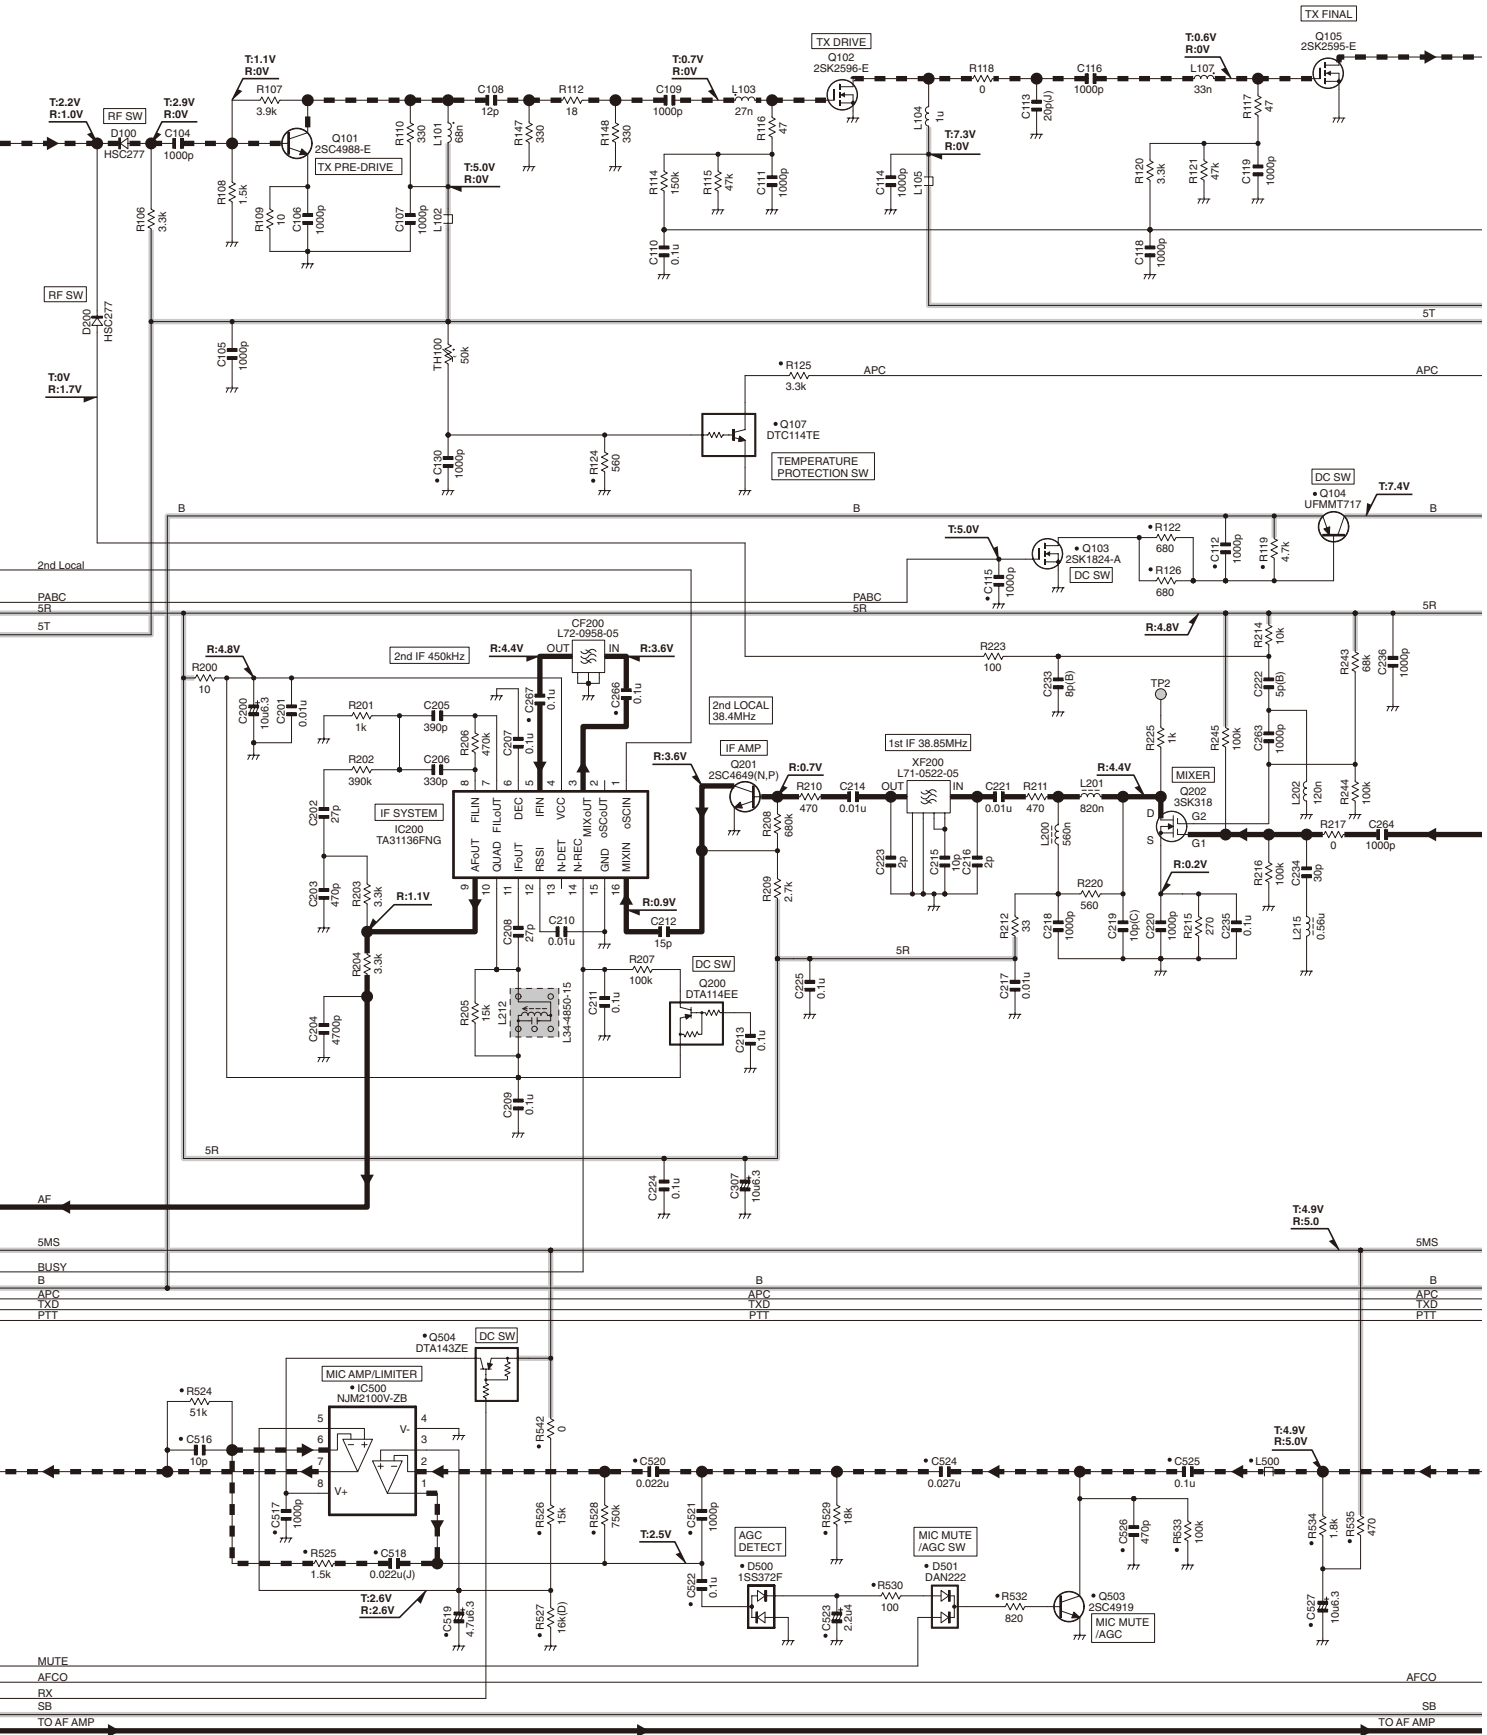 TX FINAL
Q105
2SK2595-E
TX DRIVE
Q102
2SK2596-E
T:0.6V
R:0V
T:1.1V
R:0V
T:0.7V
R:0V
R118
0
C116
1000p
L107
33n
R107
3.9k
C108
12p
R112
18
C109
1000p
L103
27n
C113
20p(J)
R117
47
T:2.2V
R:1.0V
RF SW
D100
HSC277
T:2.9V
R:0V
C104
1000p
Q101
2SC4988-E
TX PRE-DRIVE
R110
330
L101
68n
R147
330
R148
330
R116
47
L104
1u
T:7.3V
R:0V
T:5.0V
R:0V
R106
3.3k
R108
1.5k
R109
10
C106
1000p
C107
1000p
L102
R114
150k
R115
47k
C111
1000p
C114
1000p
L105
R120
3.3k
R121
47k
C119
1000p
C110
0.1u
C118
1000p
RF SW
D200
HSC277
5T
C105
1000p
TH100
50k
T:0V
R:1.7V
R125
3.3k
APC
APC
Q107
DTC114TE
TEMPERATURE
PROTECTION SW
C130
1000p
R124
560
DC SW
Q104
UFMMT717
T:7.4V
B
B
B
T:5.0V
Q103
2SK1824-A
DC SW
R122
680
R126
680
C112
1000p
R119
4.7k
C115
1000p
2nd Local
PABC
PABC
5R
5R
5R
5T
R:4.8V
R:4.8V
R200
10
2nd IF 450kHz
CF200
L72-0958-05
R:4.4V
OUT
IN
R:3.6V
R223
100
R214
10k
R243
68k
C236
1000p
C200
10u6.3
C201
0.01u
R201
1k
C205
390p
R206
470k
C207
0.1u
C267
0.1u
C266
0.1u
C233
8p(B)
C222
5p(B)
TP2
2nd LOCAL
38.4MHz
R225
1k
R245
100k
C263
1000p
R202
390k
C206
330p
R:3.6V
IF AMP
Q201
2SC4649(N,P)
1st IF 38.85MHz
XF200
L71-0522-05
R:0.7V
R:4.4V
MIXER
Q202
3SK318
L202
120n
R244
100k
8
7
6
5
4
3
2
1
C202
27p
IF SYSTEM
IC200
TA31136FNG
FILIN
FILoUT
DEC
IFIN
VCC
MIXoUT
oSCoUT
oSCIN
AFoUT
QUAD
IFoUT
RSSI
N-DET
N-REC
GND
MIXIN
R210
470
C214
0.01u
OUT
IN
C221
0.01u
R211
470
L201
820n
D
S
G2
G1
R217
0
C264
1000p
R208
680k
L200
560n
C223
2p
C215
10p
C216
2p
9
10
11
12
13
14
15
16
C203
470p
R203
3.3k
R:1.1V
R:0.9V
R209
2.7k
R220
560
R:0.2V
R216
100k
C234
30p
C208
27p
C210
0.01u
C212
15p
R212
33
C218
1000p
C219
10p(C)
C220
1000p
R215
270
C235
0.1u
L215
0.56u
R204
3.3k
R207
100k
DC SW
Q200
DTA114EE
5R
C204
4700p
R205
15k
L212
L34-4850-15
C211
0.1u
C213
0.1u
C225
0.1u
C217
0.01u
C209
0.1u
5R
C224
0.1u
C307
10u6.3
AF
T:4.9V
R:5.0
5MS
5MS
BUSY
B
B
B
APC
APC
APC
TXD
TXD
TXD
PTT
PTT
PTT
Q504
DTA143ZE
DC SW
MIC AMP/LIMITER
IC500
NJM2100V-ZB
R524
51k
C516
10p
5
6
7
8
V+
4
3
2
1
V-
R542
0
T:4.9V
R:5.0V
C520
0.022u
C524
0.027u
C525
0.1u
L500
C517
1000p
R526
15k
R528
750k
C521
1000p
R529
18k
C526
470p
R533
100k
R534
1.8k
R535
470
R525
1.5k
C518
0.022u(J)
T:2.5V
AGC
DETECT
D500
1SS372F
MIC MUTE
/AGC SW
D501
DAN222
T:2.6V
R:2.6V
C519
4.7u6.3
R527
16k(D)
C522
0.1u
C523
2.2u4
R530
100
R532
820
Q503
2SC4919
MIC MUTE
/AGC
C527
10u6.3
MUTE
AFCO
AFCO
RX
SB
SB
TO AF AMP
TO AF AMP